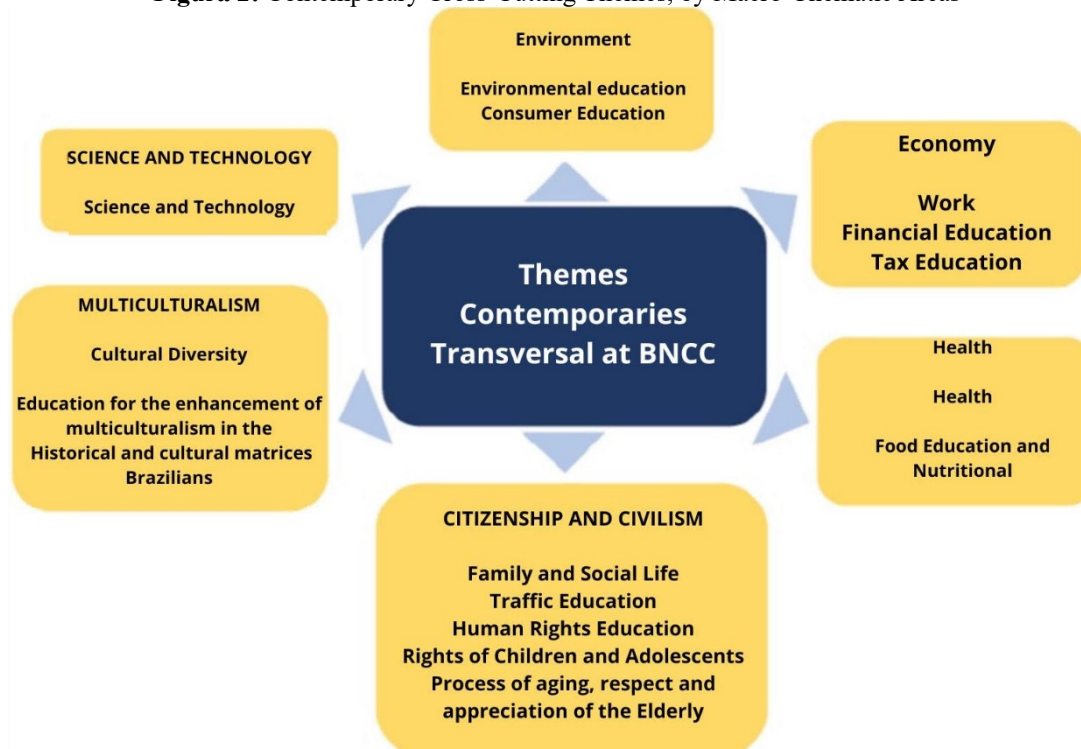 Environment
Environmental education
Consumer Education
SCIENCE AND TECHNOLOGY
Science and Technology
Economy
Work
Financial Education
Tax Education
Themes
Contemporaries
Transversal at BNCC
MULTICULTURALISM
Cultural Diversity
Education for the enhancement of
multiculturalism in the
Historical and cultural matrices
Brazilians
Health
Health
Food Education and
Nutritional
CITIZENSHIP AND CIVILISM
Family and Social Life
Traffic Education
Human Rights Education
Rights of Children and Adolescents
Process of aging, respect and
appreciation of the Elderly